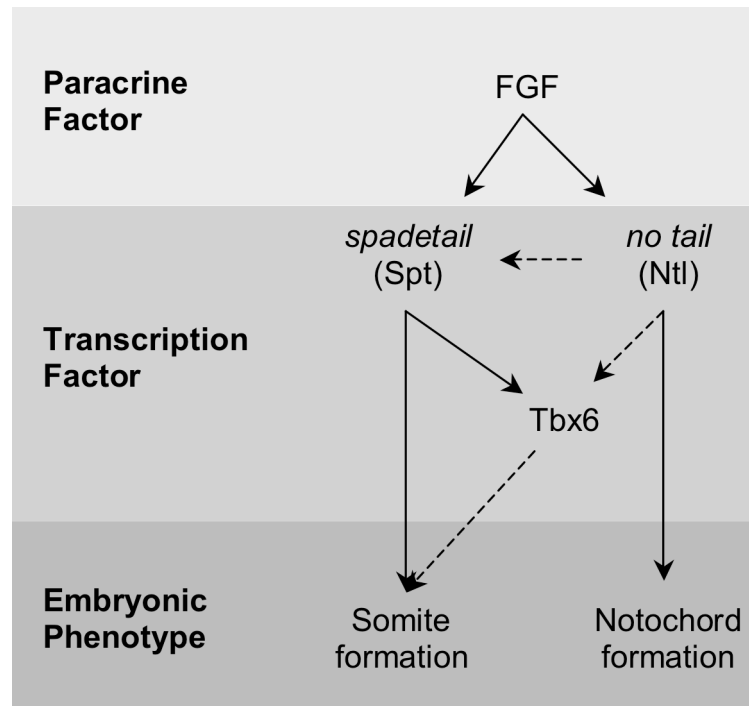 Paracrine
Factor
FGF
spadetail
(Spt)
no tail
(Ntl)
Transcription
Factor
Tbx6
Embryonic
Phenotype
Somite
formation
Notochord
formation